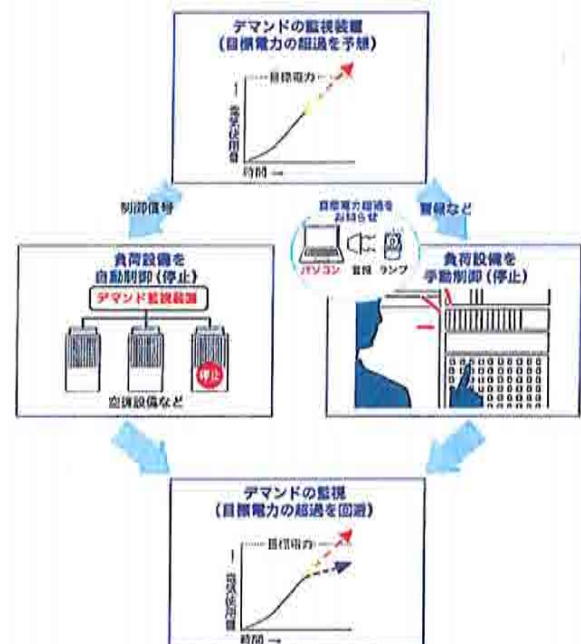 デマンドの監視装置
(目標電力の超過を予想)
目標電力
電気使用量
時間
制御信号
目標電力超過を
お知らせ
警報など
パソコン 警報 ランプ
負荷設備を
自動制御(停止)
デマンド監視装置
停止
空調設備など
負荷設備を
手動制御(停止)
デマンドの監視
(目標電力の超過を回避)
目標電力
電気使用量
時間